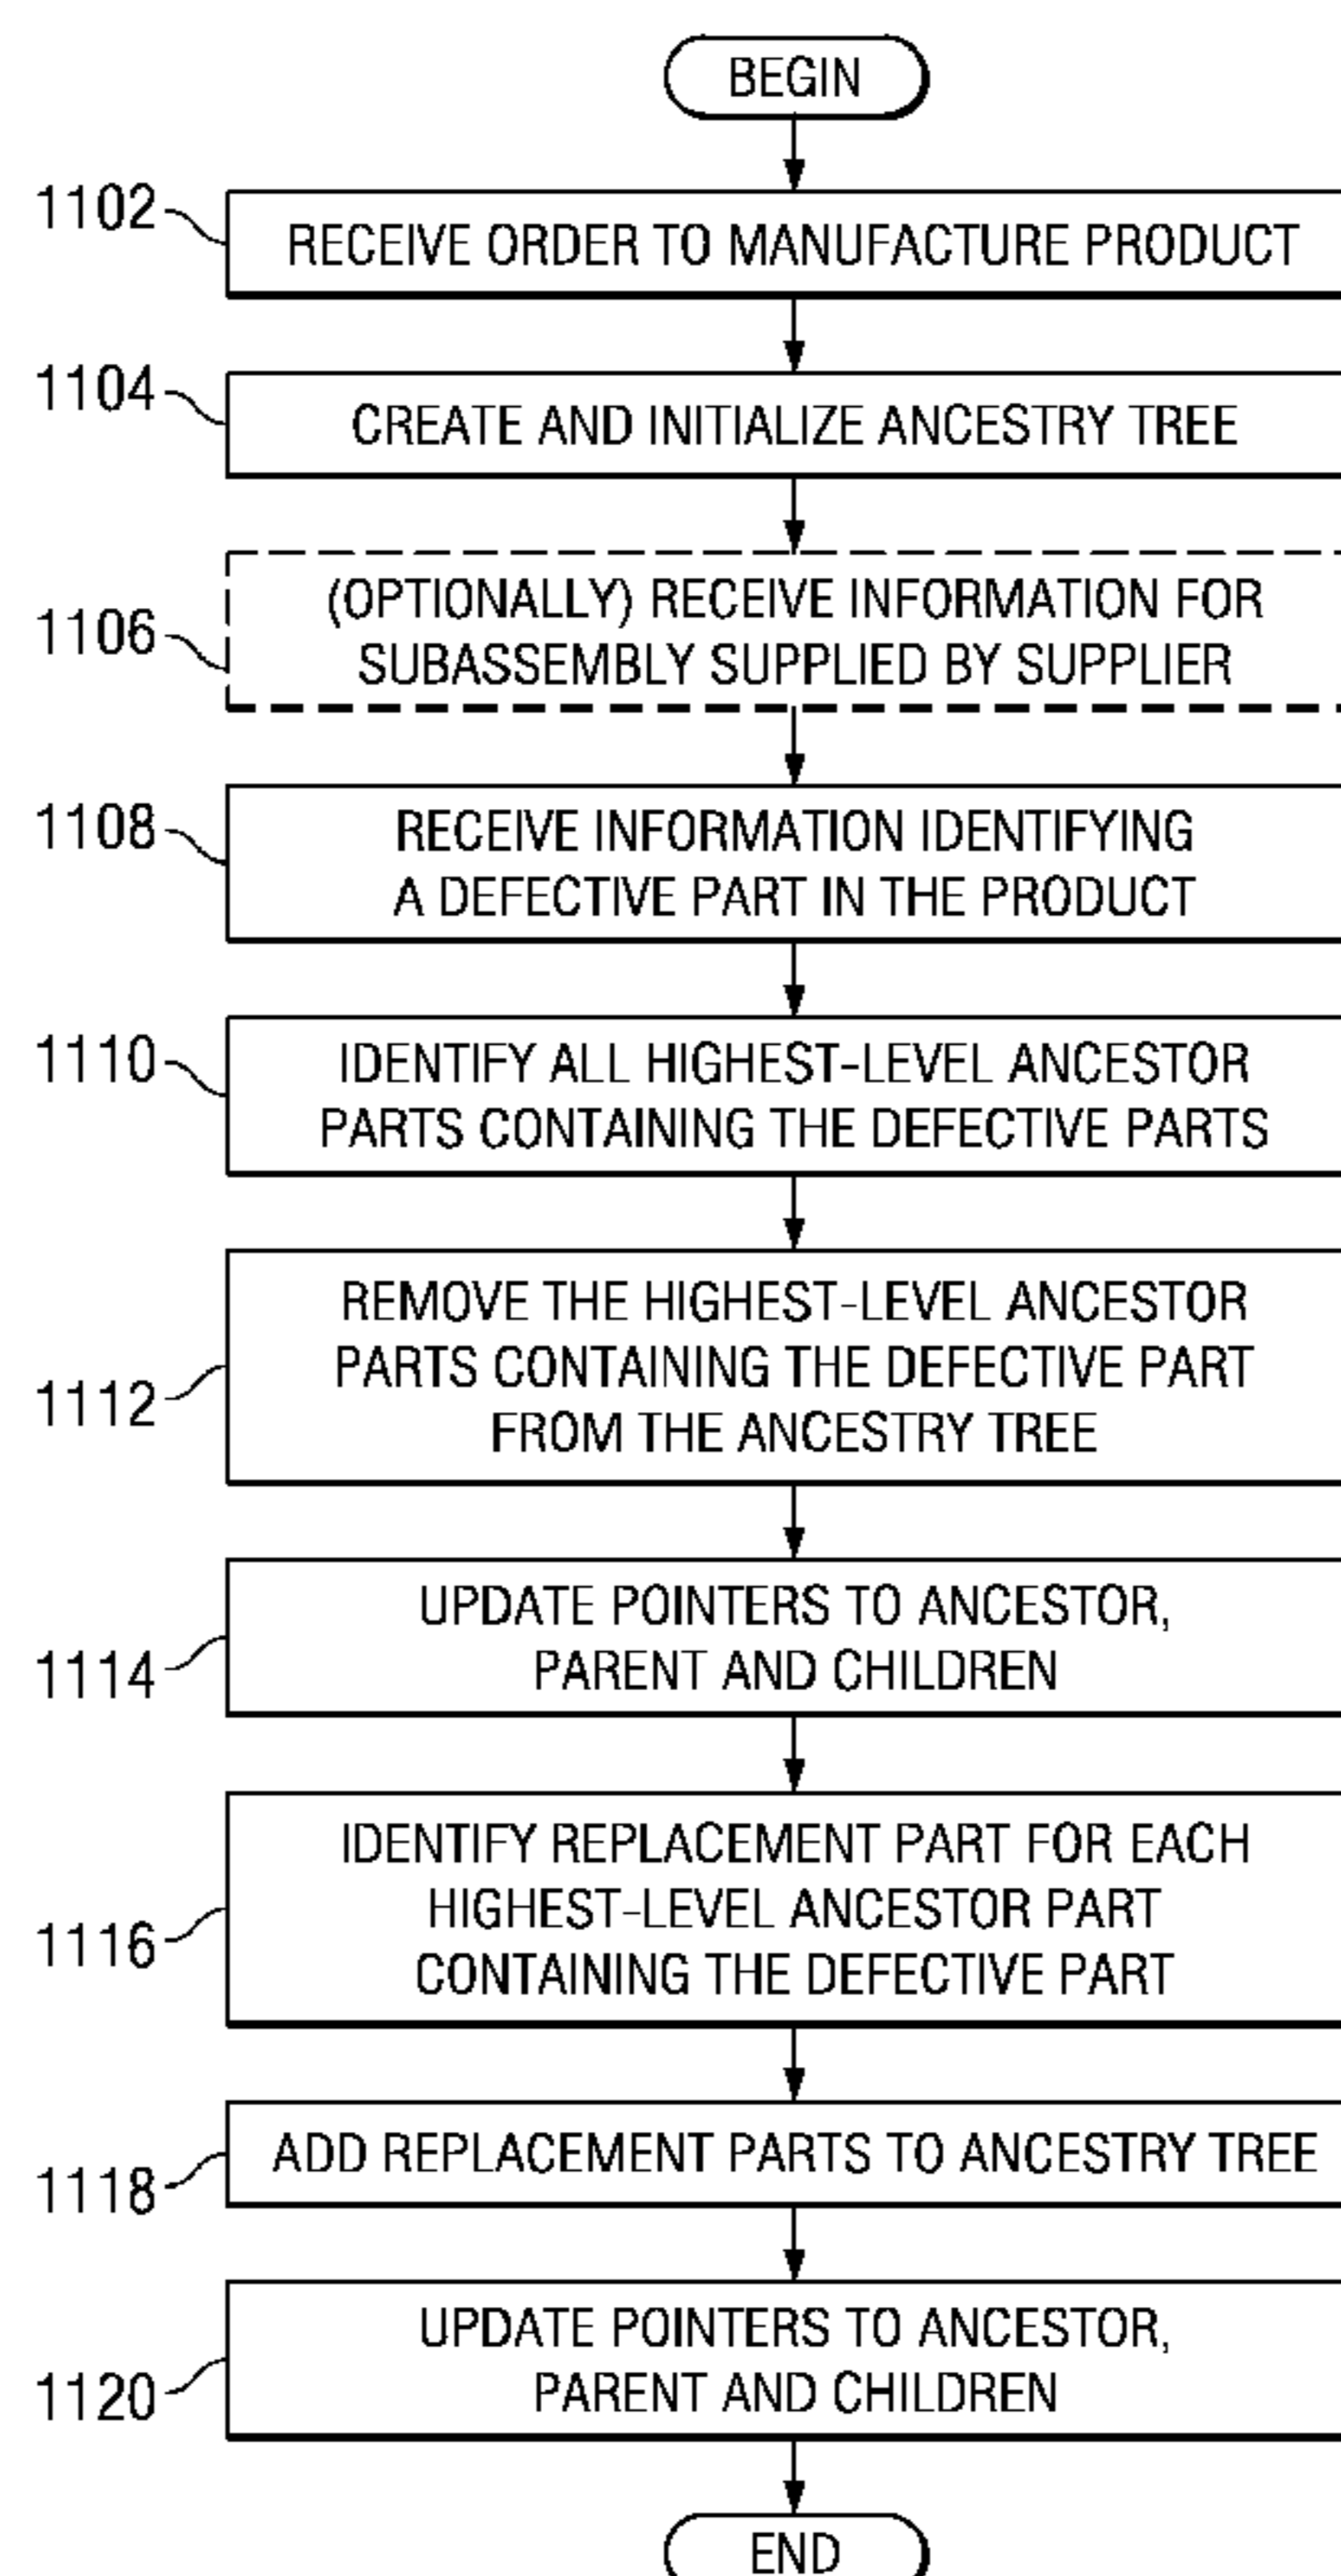 BEGIN
1102
RECEIVE ORDER TO MANUFACTURE PRODUCT
1104
CREATE AND INITIALIZE ANCESTRY TREE
1106
(OPTIONALLY) RECEIVE INFORMATION FOR
SUBASSEMBLY SUPPLIED BY SUPPLIER
1108
RECEIVE INFORMATION IDENTIFYING
A DEFECTIVE PART IN THE PRODUCT
1110
IDENTIFY ALL HIGHEST-LEVEL ANCESTOR
PARTS CONTAINING THE DEFECTIVE PARTS
1112
REMOVE THE HIGHEST-LEVEL ANCESTOR
PARTS CONTAINING THE DEFECTIVE PART
FROM THE ANCESTRY TREE
1114
UPDATE POINTERS TO ANCESTOR,
PARENT AND CHILDREN
1116
IDENTIFY REPLACEMENT PART FOR EACH
HIGHEST-LEVEL ANCESTOR PART
CONTAINING THE DEFECTIVE PART
1118
ADD REPLACEMENT PARTS TO ANCESTRY TREE
1120
UPDATE POINTERS TO ANCESTOR,
PARENT AND CHILDREN
END